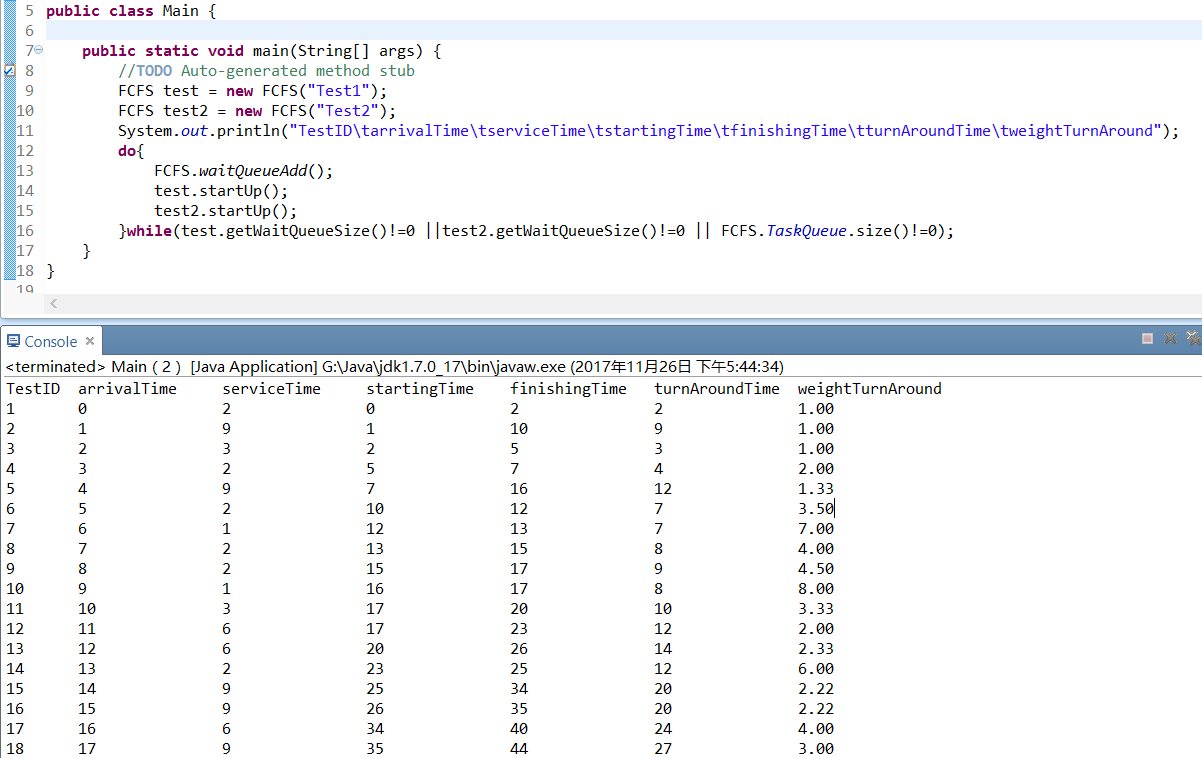 5 public class Main {
6
7 public static void main(String[] args) {
8 //TODO Auto-generated method stub
9 FCFS test = new FCFS("Test1");
10 FCFS test2 = new FCFS("Test2");
11 System.out.println("TestID\tarrivalTime\tserviceTime\tstartingTime\tfinishingTime\tturnAroundTime\tweightTurnAround");
12 do{
13 FCFS.waitQueueAdd();
14 test.startUp();
15 test2.startUp();
16 }while(test.getWaitQueueSize()!=0 ||test2.getWaitQueueSize()!=0 || FCFS.TaskQueue.size()!=0);
17 }
18 }
19
Console
<terminated> Main (2) [Java Application] G:\Java\jdk1.7.0_17\bin\javaw.exe (2017年11月26日 下午5:44:34)
TestID arrivalTime serviceTime startingTime finishingTime turnAroundTime weightTurnAround
1 0 2 0 2 2 1.00
2 1 9 1 10 9 1.00
3 2 3 2 5 3 1.00
4 3 2 5 7 4 2.00
5 4 9 7 16 12 1.33
6 5 2 10 12 7 3.50
7 6 1 12 13 7 7.00
8 7 2 13 15 8 4.00
9 8 2 15 17 9 4.50
10 9 1 16 17 8 8.00
11 10 3 17 20 10 3.33
12 11 6 17 23 12 2.00
13 12 6 20 26 14 2.33
14 13 2 23 25 12 6.00
15 14 9 25 34 20 2.22
16 15 9 26 35 20 2.22
17 16 6 34 40 24 4.00
18 17 9 35 44 27 3.00